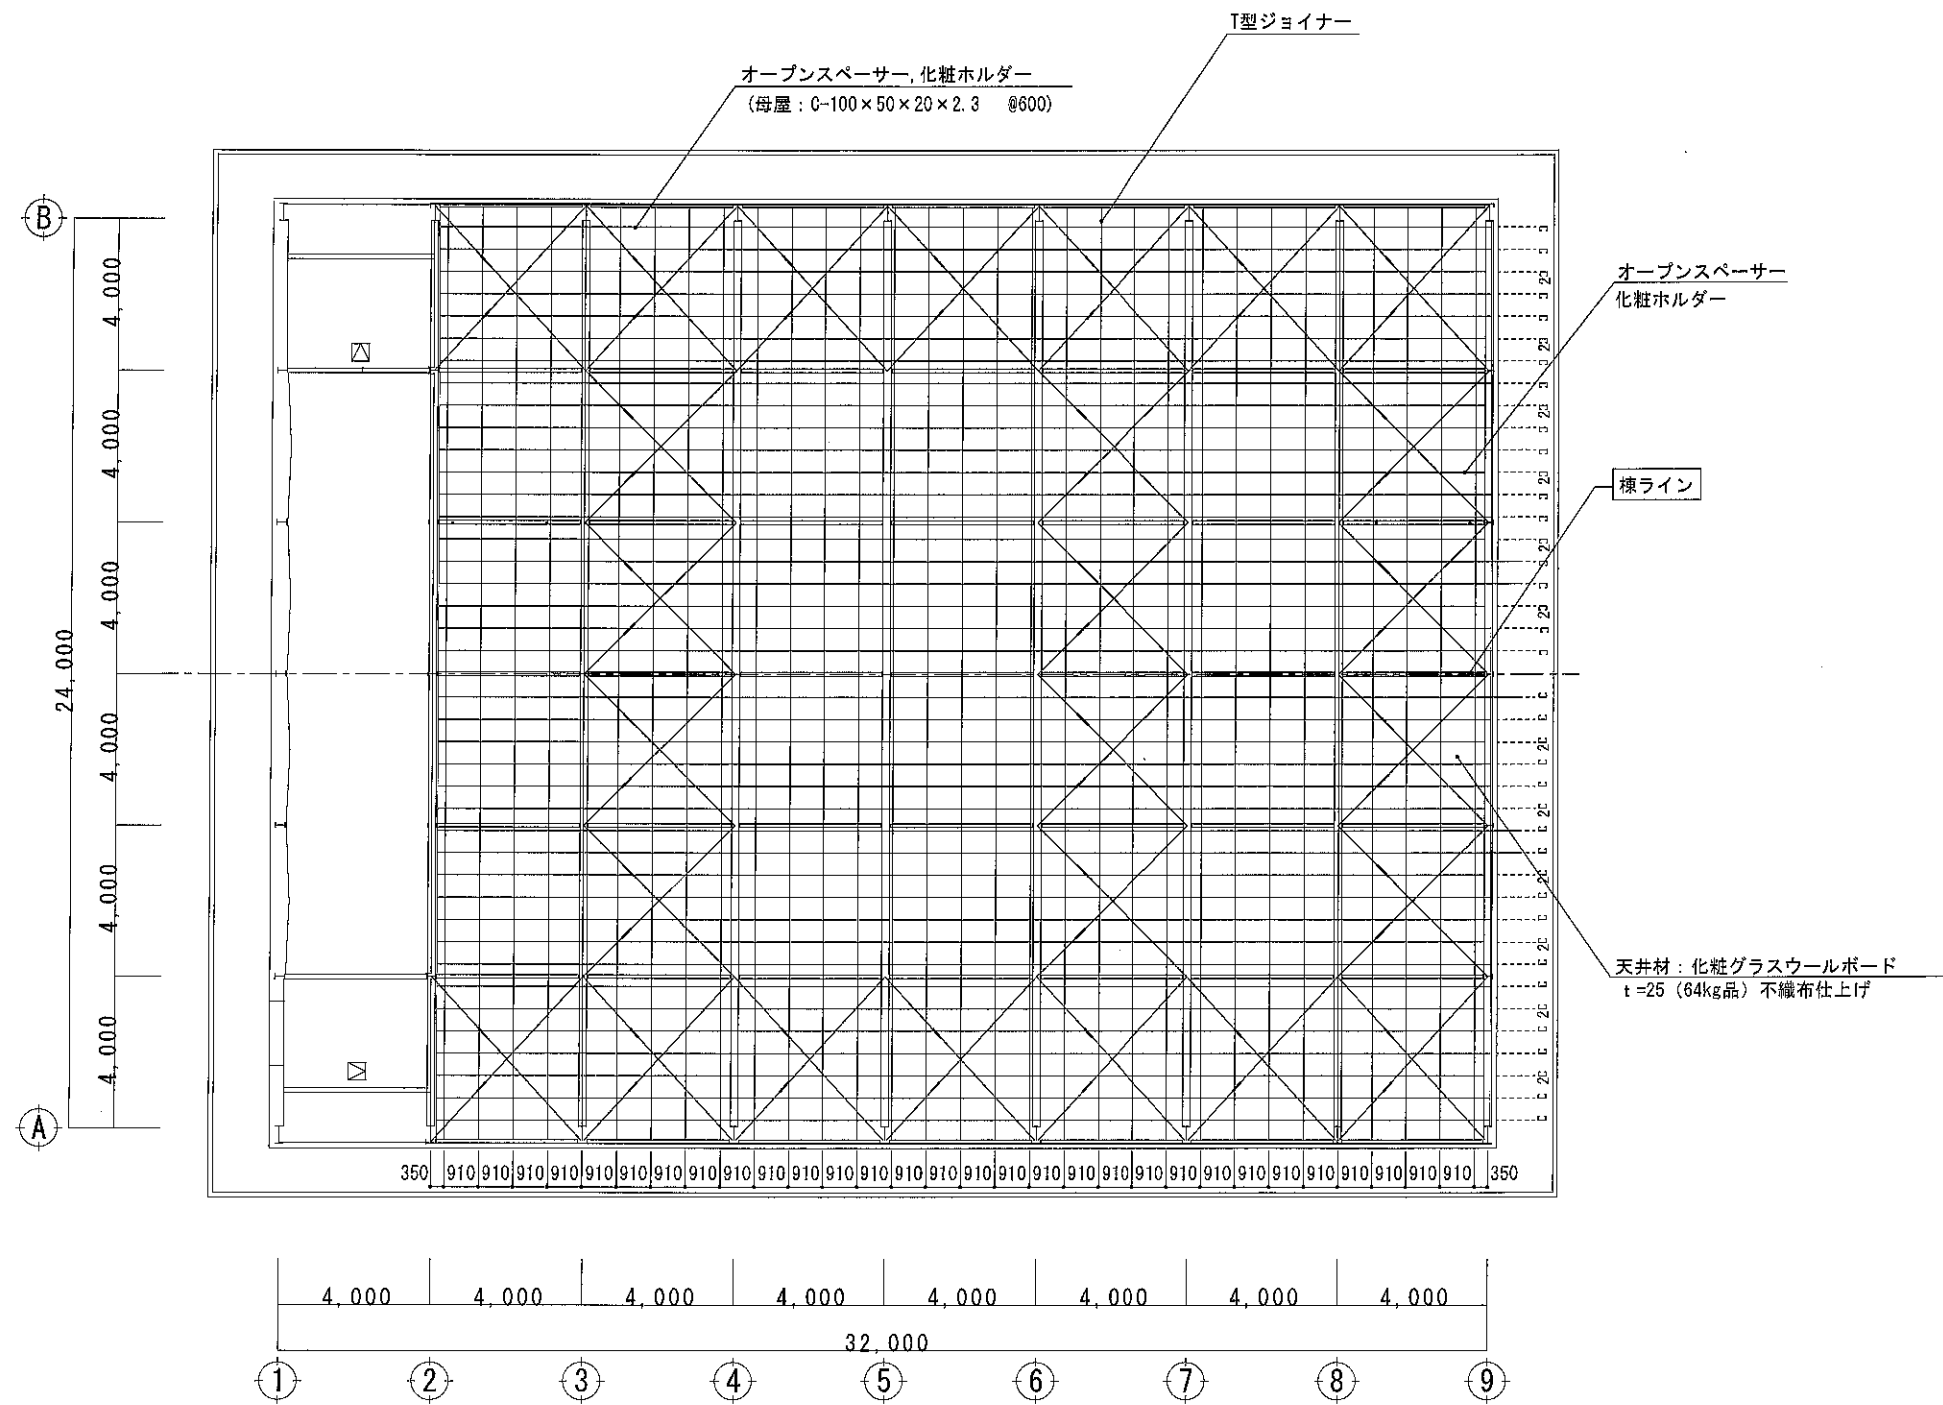 T型ジョイナー
オープンスペーサー,化粧ホルダー
(母屋：C-100×50×20×2.3 @600)
B
オープンスペーサー
化粧ホルダー
棟ライン
4,000
4,000
4,000
4,000
4,000
4,000
24,000
天井材：化粧グラスウールボード
t=25（64kg品）不織布仕上げ
A
350 910 910 910 910 910 910 910 910 910 910 910 910 910 910 910 910 910 910 910 910 910 910 910 910 910 910 910 910 910 910 350
4,000 4,000 4,000 4,000 4,000 4,000 4,000 4,000
32,000
1 2 3 4 5 6 7 8 9